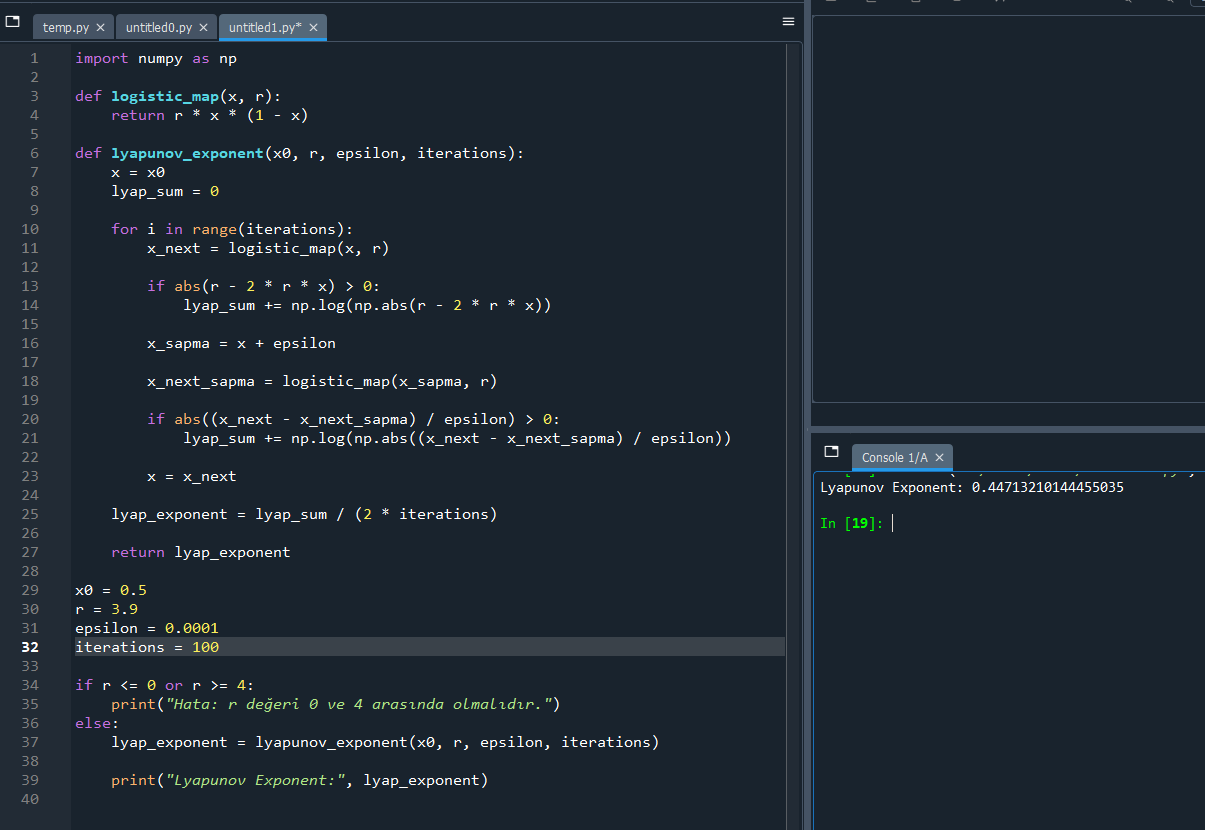 temp.py × untitled0.py × untitled1.py* ×
1 import numpy as np
2
3 def logistic_map(x, r):
4     return r * x * (1 - x)
5
6 def lyapunov_exponent(x0, r, epsilon, iterations):
7     x = x0
8     lyap_sum = 0
9
10     for i in range(iterations):
11         x_next = logistic_map(x, r)
12
13         if abs(r - 2 * r * x) > 0:
14             lyap_sum += np.log(np.abs(r - 2 * r * x))
15
16         x_sapma = x + epsilon
17
18         x_next_sapma = logistic_map(x_sapma, r)
19
20         if abs((x_next - x_next_sapma) / epsilon) > 0:
21             lyap_sum += np.log(np.abs((x_next - x_next_sapma) / epsilon))
22
23         x = x_next
24
25     lyap_exponent = lyap_sum / (2 * iterations)
26
27     return lyap_exponent
28
29 x0 = 0.5
30 r = 3.9
31 epsilon = 0.0001
32 iterations = 100
33
34 if r <= 0 or r >= 4:
35     print("Hata: r değeri 0 ve 4 arasında olmalıdır.")
36 else:
37     lyap_exponent = lyapunov_exponent(x0, r, epsilon, iterations)
38
39     print("Lyapunov Exponent:", lyap_exponent)
40
Console 1/A ×
Lyapunov Exponent: 0.44713210144455035
In [19]: